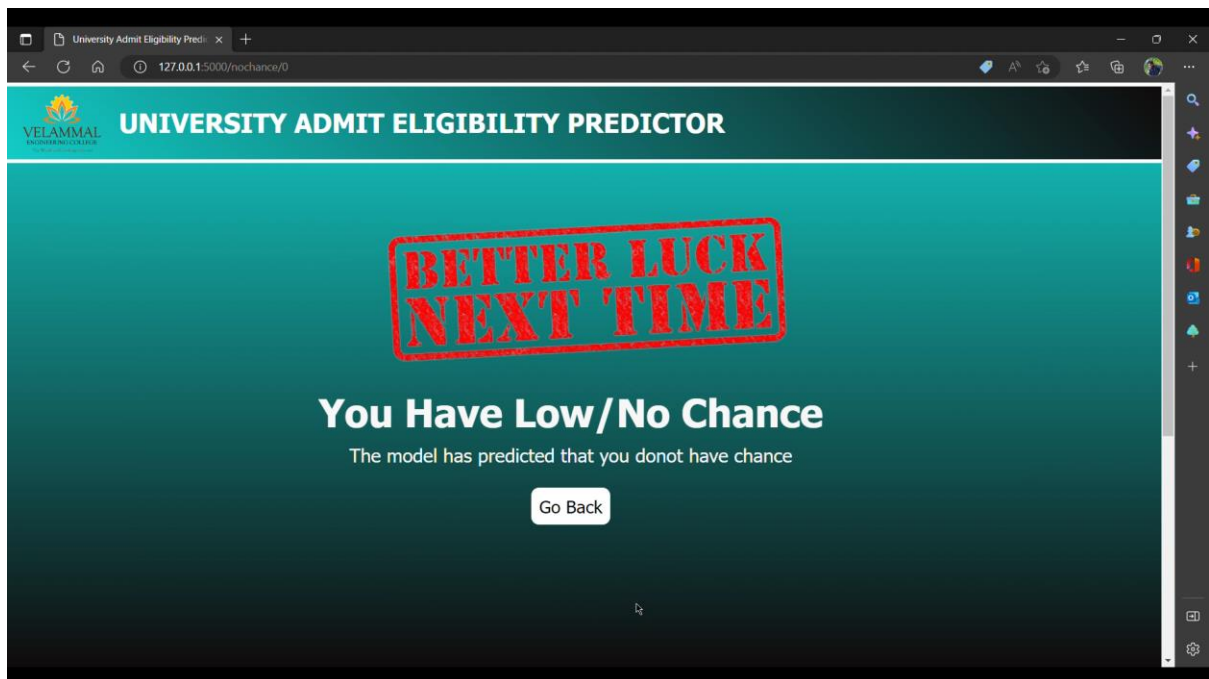 University Admit Eligibility Predic
127.0.0.1:5000/nochance/0
VELAMMAL
ENGINEERING COLLEGE
UNIVERSITY ADMIT ELIGIBILITY PREDICTOR
BETTER LUCK
NEXT TIME
You Have Low/No Chance
The model has predicted that you donot have chance
Go Back